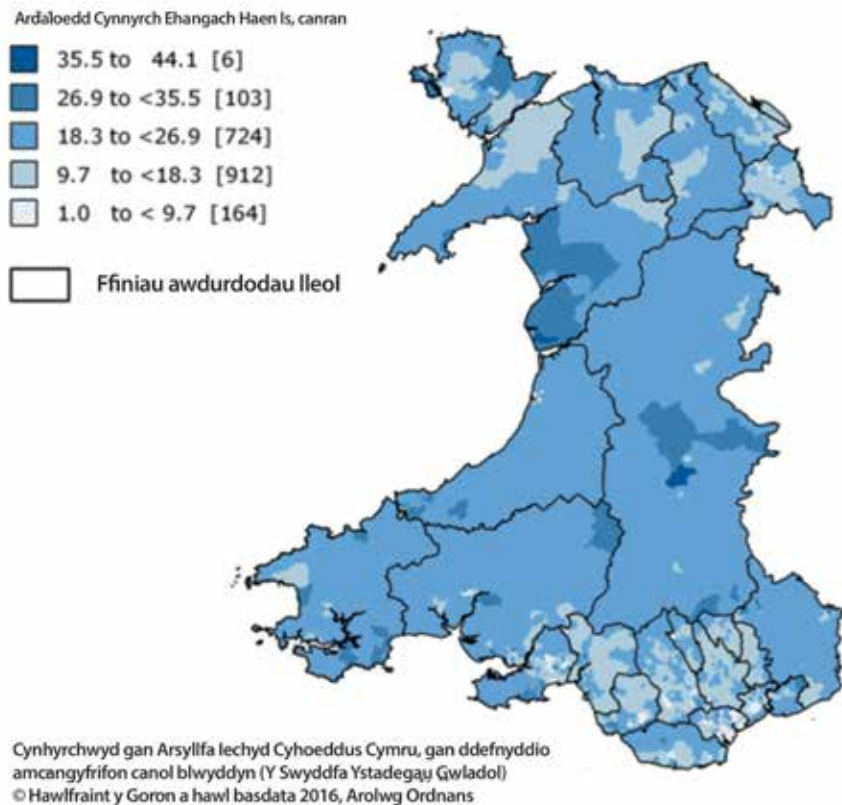 Ardaloedd Cynnyrch Ehangach Haen Is, canran
35.5 to 44.1 [6]
26.9 to <35.5 [103]
18.3 to <26.9 [724]
9.7 to <18.3 [912]
1.0 to < 9.7 [164]
Ffiniau awdurdodau lleol
Cynhyrchwyd gan Arsyllfa Iechyd Cyhoeddus Cymru, gan ddefnyddio
amcangyfrifon canol blwyddyn (Y Swyddfa Ystadegau Gwladol)
© Hawlfraint y Goron a hawl basdata 2016, Arolwg Ordnans